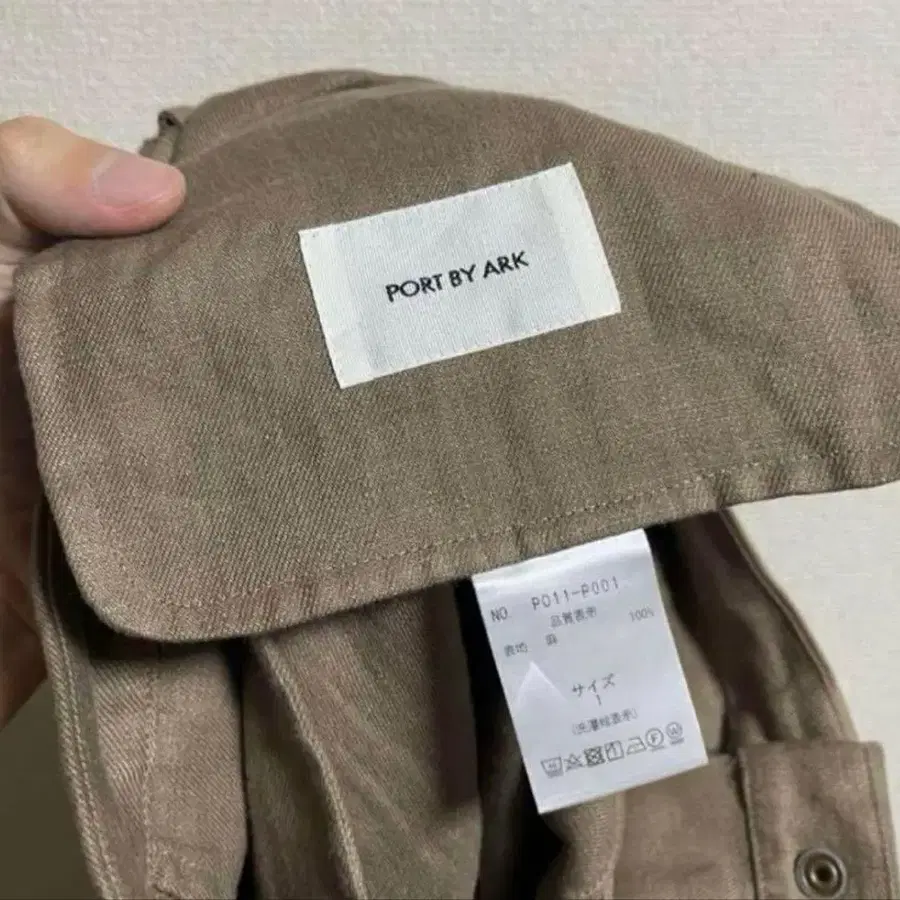 PORT BY ARK
NO. P011-P001
品質表示
表地 麻 100%
サイズ
1
(洗濯絵表示)